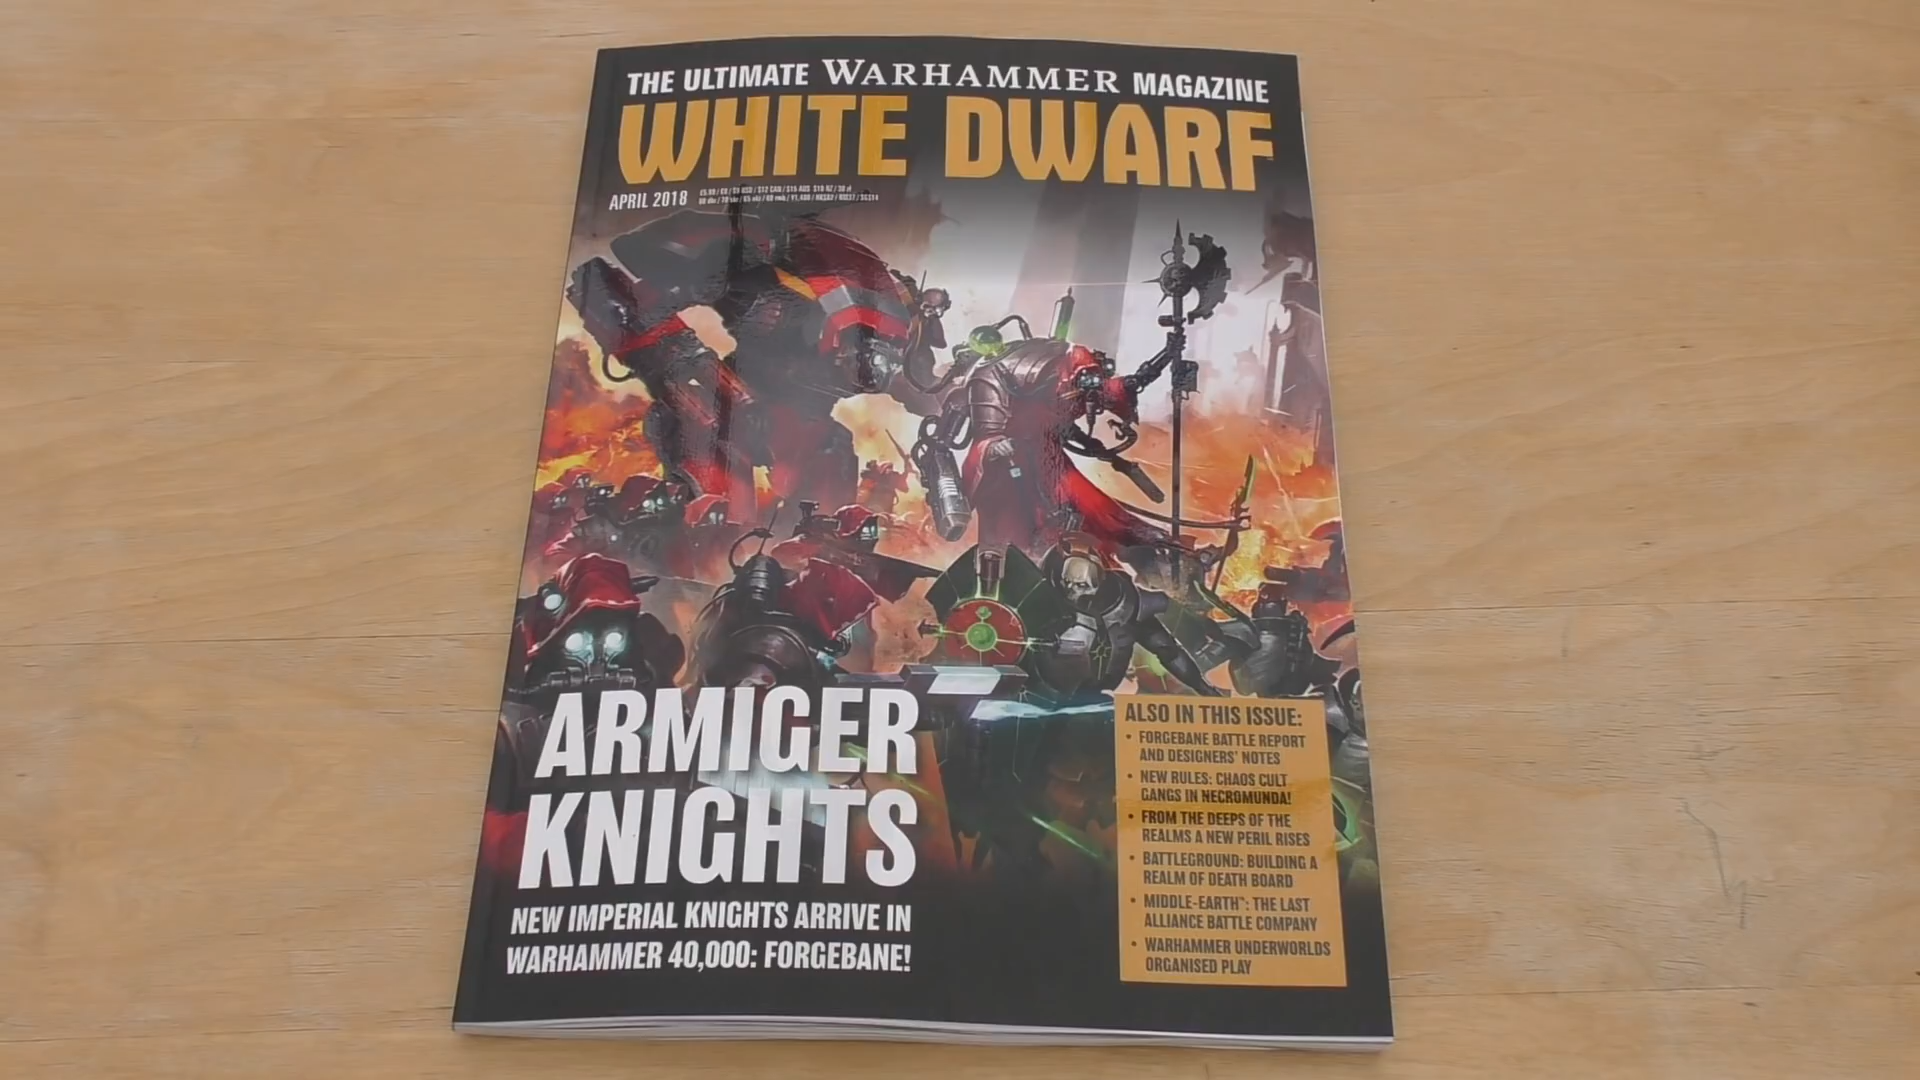 THE ULTIMATE WARHAMMER MAGAZINE
WHITE DWARF
APRIL 2018
ARMIGER
KNIGHTS
NEW IMPERIAL KNIGHTS ARRIVE IN
WARHAMMER 40,000: FORGEBANE!
ALSO IN THIS ISSUE:
• FORGEBANE BATTLE REPORT
AND DESIGNERS' NOTES
• NEW RULES: CHAOS CULT
GANGS IN NECROMUNDA!
• FROM THE DEEPS OF THE
REALMS A NEW PERIL RISES
• BATTLEGROUND: BUILDING A
REALM OF DEATH BOARD
• MIDDLE-EARTH™: THE LAST
ALLIANCE BATTLE COMPANY
• WARHAMMER UNDERWORLDS
ORGANISED PLAY